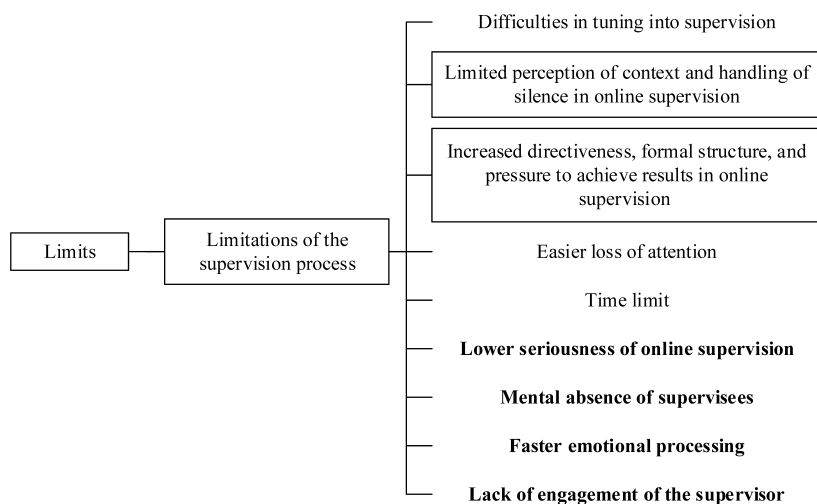 Limits
Limitations of the
supervision process
Difficulties in tuning into supervision
Limited perception of context and handling of
silence in online supervision
Increased directiveness, formal structure, and
pressure to achieve results in online
supervision
Easier loss of attention
Time limit
Lower seriousness of online supervision
Mental absence of supervisees
Faster emotional processing
Lack of engagement of the supervisor